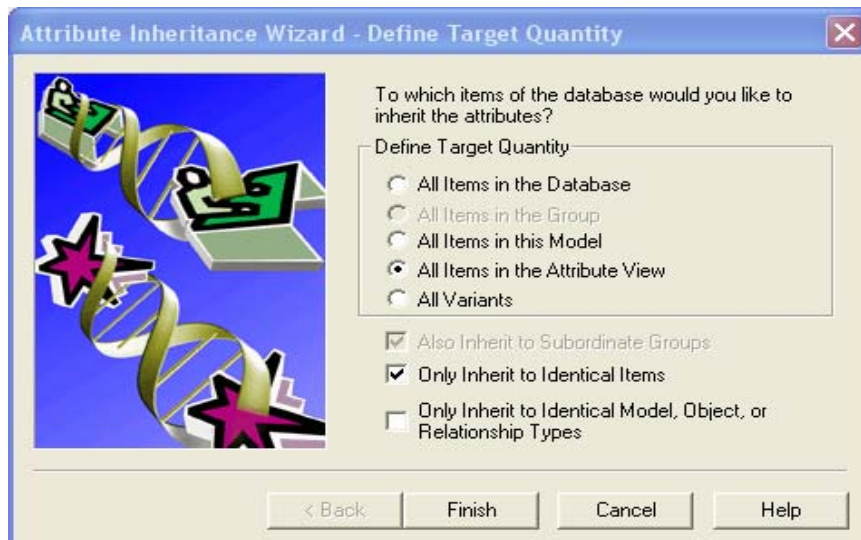 Attribute Inheritance Wizard - Define Target Quantity
To which items of the database would you like to
inherit the attributes?
Define Target Quantity
All Items in the Database
All Items in the Group
All Items in this Model
All Items in the Attribute View
All Variants
Also Inherit to Subordinate Groups
Only Inherit to Identical Items
Only Inherit to Identical Model, Object, or
Relationship Types
< Back
Finish
Cancel
Help